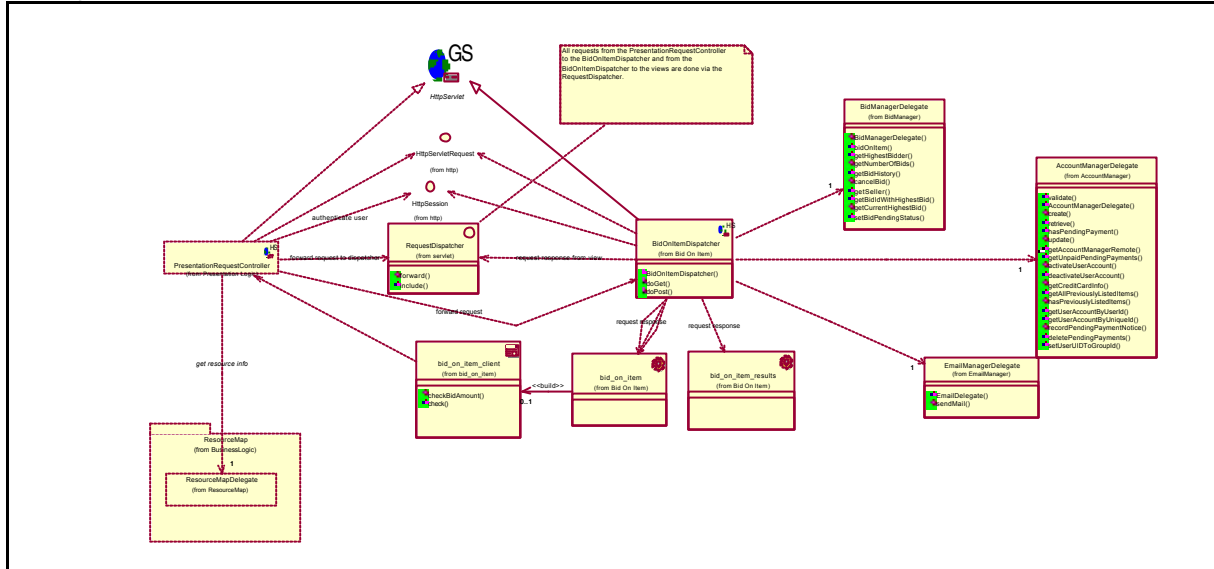 GS
HttpServlet
All requests from the PresentationRequestController
to the BidOnItemDispatcher and from the
BidOnItemDispatcher to the views are done via the
RequestDispatcher.
HttpServletRequest
(from http)
HttpSession
(from http)
authenticate user
BidManagerDelegate
(from BidManager)
BidManagerDelegate()
bidOnItem()
getHighestBidder()
getNumberOfBids()
getBidHistory()
cancelBid()
getSeller()
getBidIdWithHighestBid()
getCurrentHighestBid()
setBidPendingStatus()
1
AccountManagerDelegate
(from AccountManager)
validate()
AccountManagerDelegate()
create()
retrieve()
hasPendingPayment()
update()
getAccountManagerRemote()
getUnpaidPendingPayments()
activateUserAccount()
deactivateUserAccount()
getCreditCardInfo()
getAllPreviouslyListedItems()
hasPreviouslyListedItems()
getUserAccountByUserId()
getUserAccountByUniqueId()
recordPendingPaymentNotice()
deletePendingPayments()
setUserUIDToGroupId()
1
HS
PresentationRequestController
(from Presentation Logic)
forward request to dispatcher
RequestDispatcher
(from servlet)
forward()
include()
request response from view
HS
BidOnItemDispatcher
(from Bid On Item)
BidOnItemDispatcher()
doGet()
doPost()
forward request
request response
request response
get resource info
bid_on_item_client
(from bid_on_item)
checkBidAmount()
check()
<<build>>
0..1
bid_on_item
(from Bid On Item)
bid_on_item_results
(from Bid On Item)
1
EmailManagerDelegate
(from EmailManager)
EmailDelegate()
sendMail()
ResourceMap
(from BusinessLogic)
1
ResourceMapDelegate
(from ResourceMap)